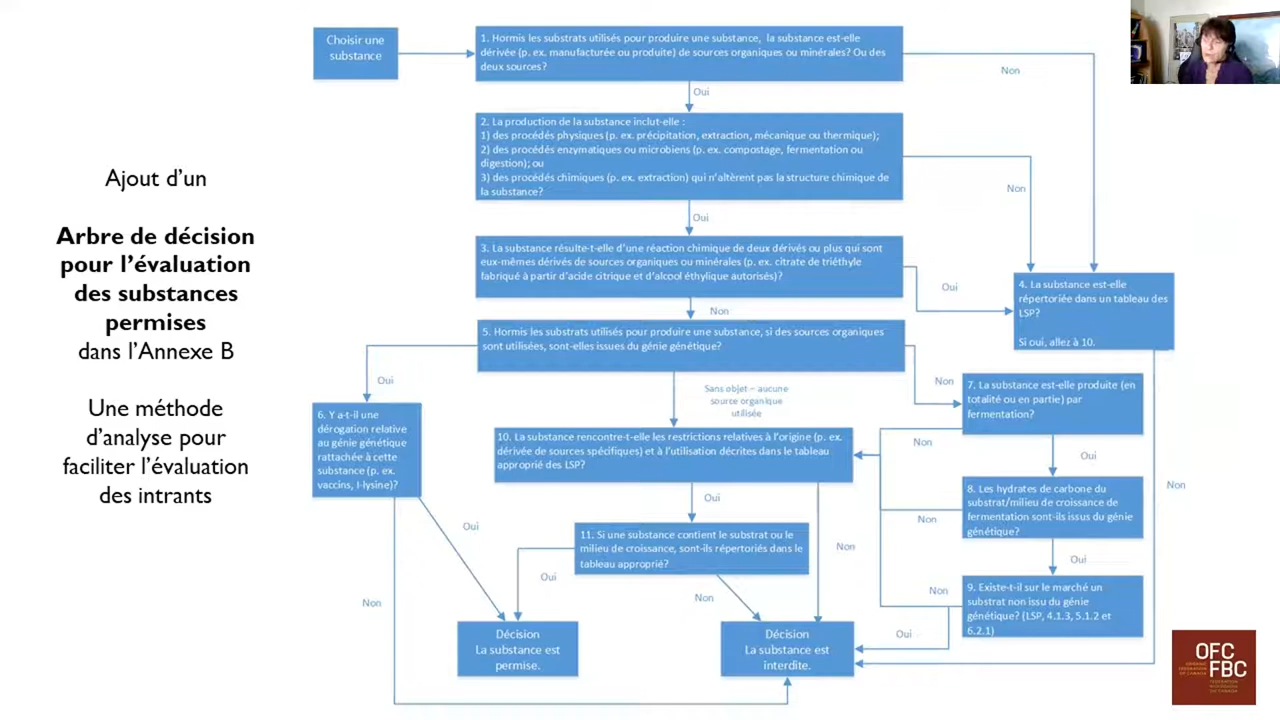 Choisir une
substance
1. Hormis les substrats utilisés pour produire une substance, la substance est-elle
dérivée (p. ex. manufacturée ou produite) de sources organiques ou minérales? Ou des
deux sources?
Non
Oui
2. La production de la substance inclut-elle :
1) des procédés physiques (p. ex. précipitation, extraction, mécanique ou thermique);
2) des procédés enzymatiques ou microbiens (p. ex. compostage, fermentation ou
digestion); ou
3) des procédés chimiques (p. ex. extraction) qui n'altèrent pas la structure chimique de
la substance?
Non
Oui
Ajout d'un
Arbre de décision
pour l'évaluation
des substances
permises
dans l'Annexe B
Une méthode
d'analyse pour
faciliter l'évaluation
des intrants
3. La substance résulte-t-elle d'une réaction chimique de deux dérivés ou plus qui sont
eux-mêmes dérivés de sources organiques ou minérales (p. ex. citrate de triéthyle
fabriqué à partir d'acide citrique et d'alcool éthylique autorisés)?
Oui
Non
4. La substance est-elle
répertoriée dans un tableau des
LSP?
Si oui, allez à 10.
5. Hormis les substrats utilisés pour produire une substance, si des sources organiques
sont utilisées, sont-elles issues du génie génétique?
Oui
Sans objet – aucune
source organique
utilisée
Non
6. Y a-t-il une
dérogation relative
au génie génétique
rattachée à cette
substance (p. ex.
vaccins, l-lysine)?
7. La substance est-elle produite (en
totalité ou en partie) par
fermentation?
Non
Oui
10. La substance rencontre-t-elle les restrictions relatives à l'origine (p. ex.
dérivée de sources spécifiques) et à l'utilisation décrites dans le tableau
approprié des LSP?
Oui
Non
8. Les hydrates de carbone du
substrat/milieu de croissance de
fermentation sont-ils issus du génie
génétique?
Non
Oui
Non
11. Si une substance contient le substrat ou le
milieu de croissance, sont-ils répertoriés dans le
tableau approprié?
Oui
Non
Oui
Non
9. Existe-t-il sur le marché un
substrat non issu du génie
génétique? (LSP, 4.1.3, 5.1.2 et
6.2.1)
Non
Oui
Décision
La substance est
permise.
Décision
La substance est
interdite.
OFC
FBC